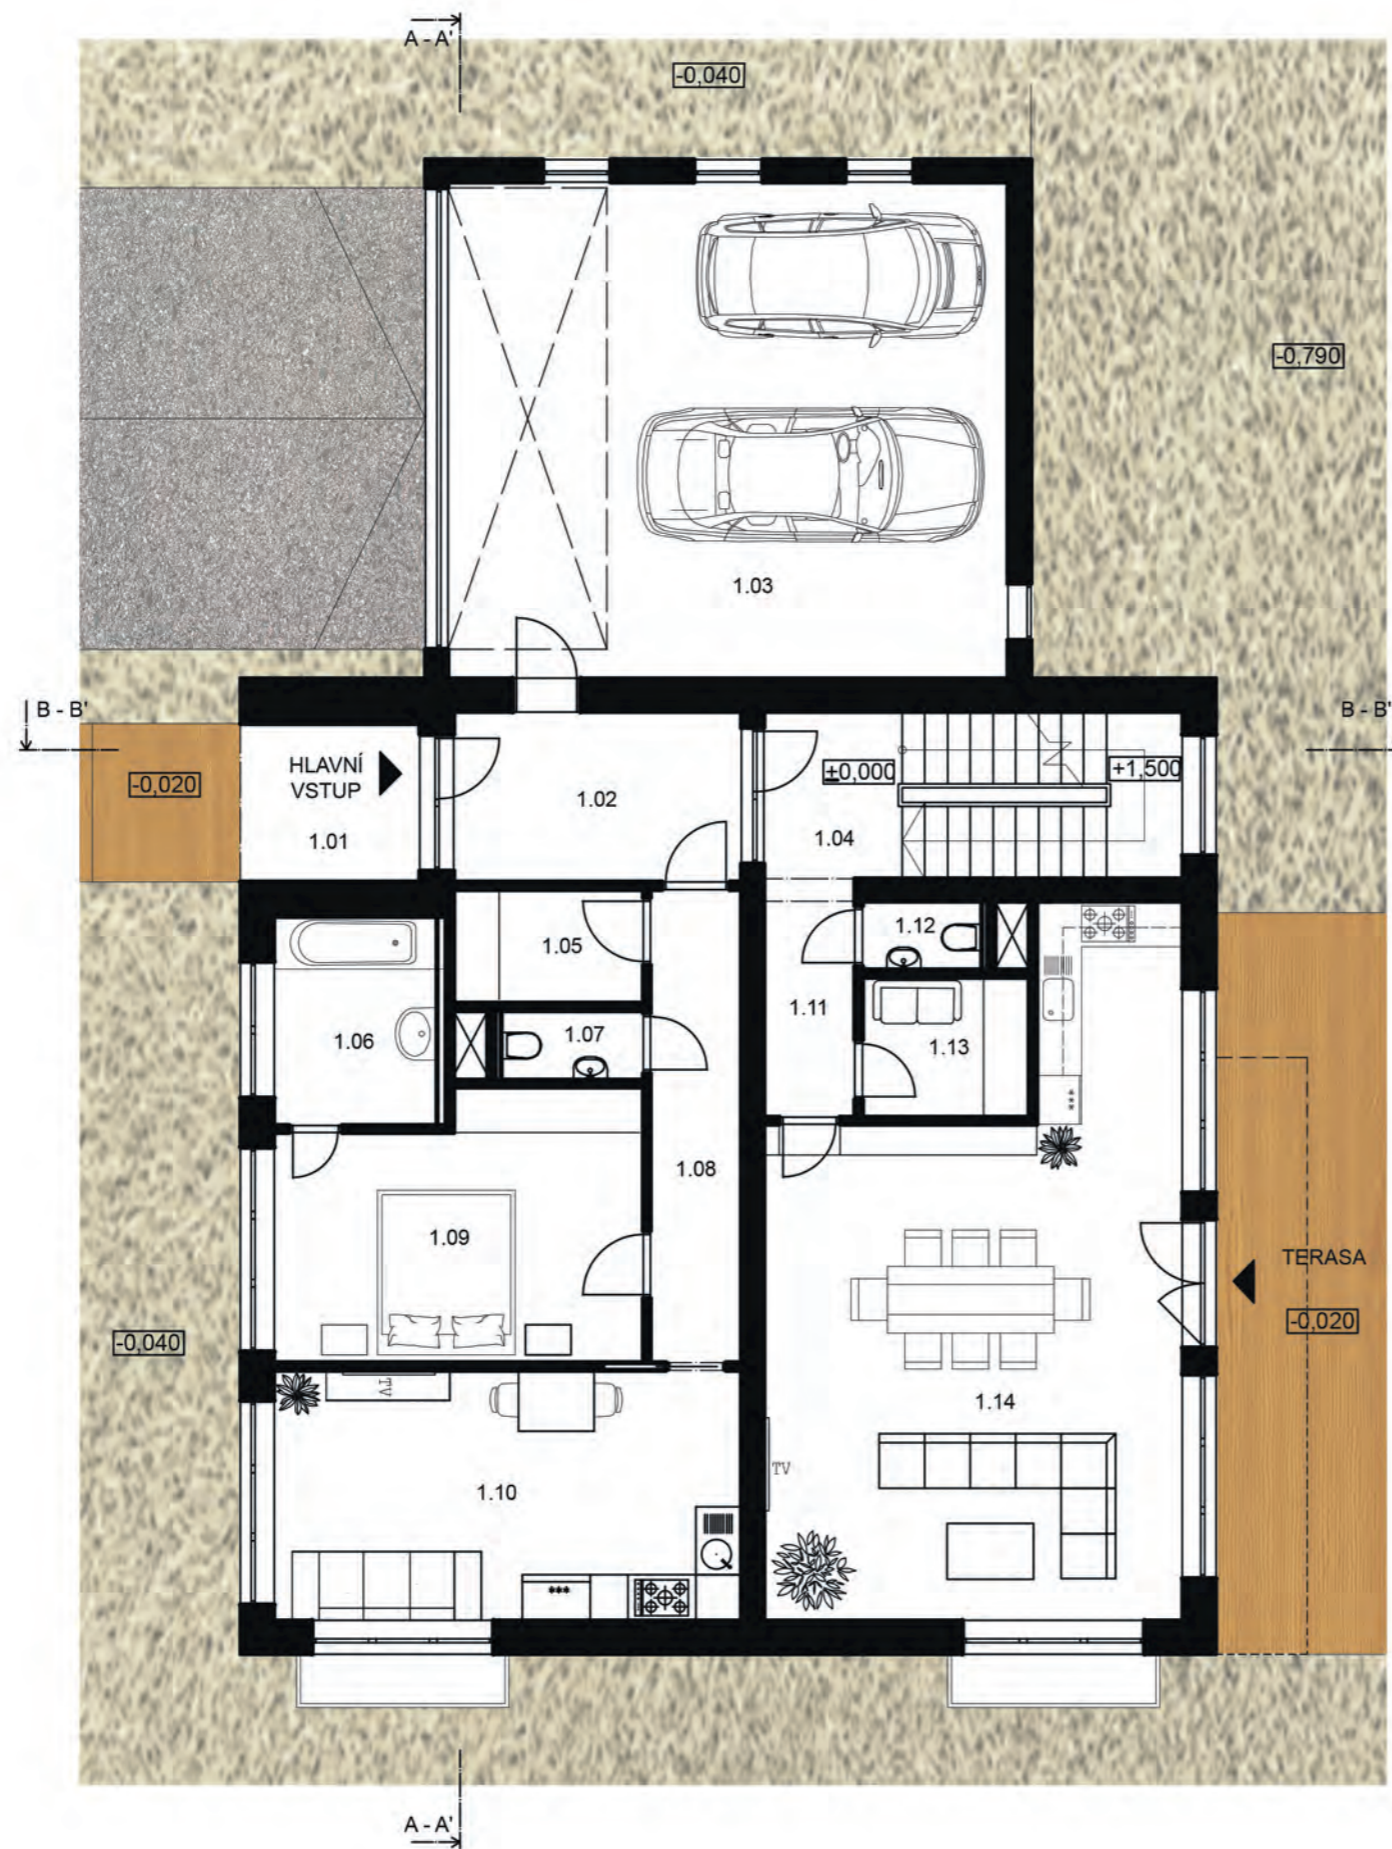 A - A'
-0,040
-0,790
1.03
B - B'
B - B'
-0,020
HLAVNÍ
VSTUP
1.01
1.02
±0,000
+1,500
1.04
1.05
1.12
1.06
1.07
1.11
1.13
***
1.08
1.09
TERASA
-0,020
-0,040
TV
1.14
TV
1.10
***
A - A'